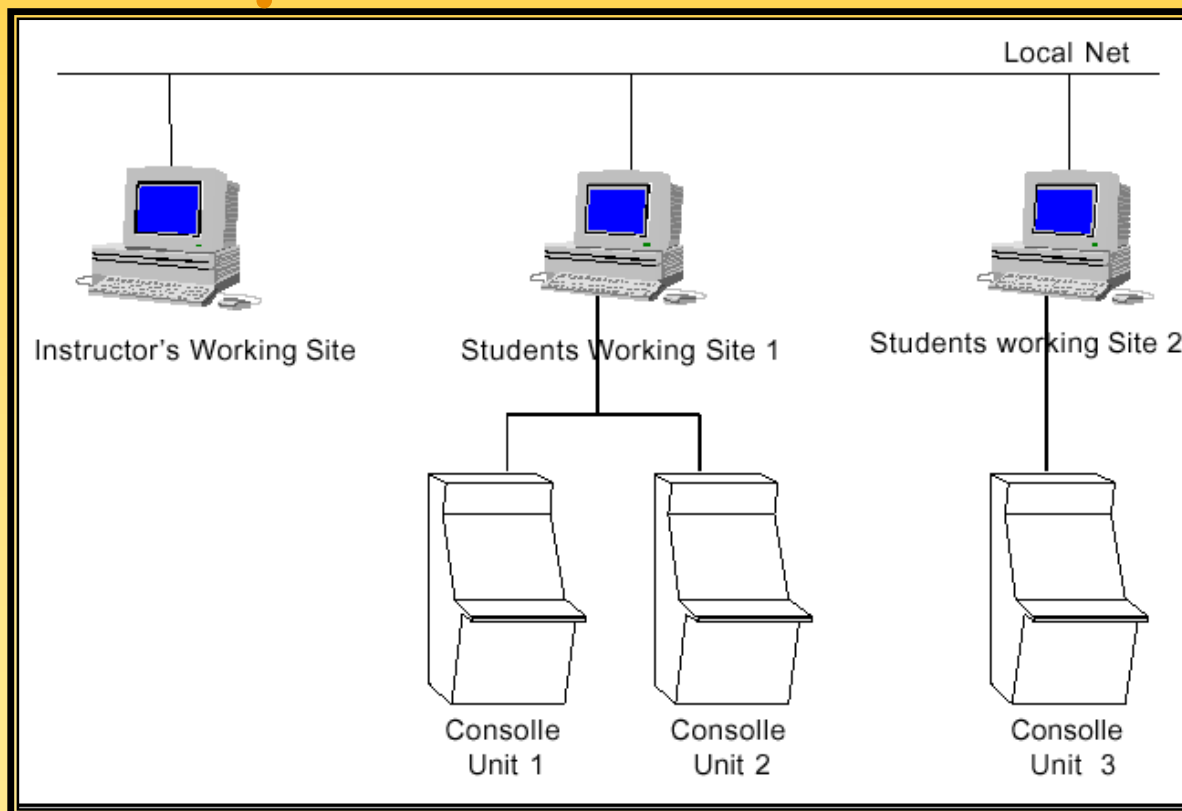 Local Net
Instructor's Working Site
Students Working Site 1
Students working Site 2
Consolle
Unit 1
Consolle
Unit 2
Consolle
Unit 3